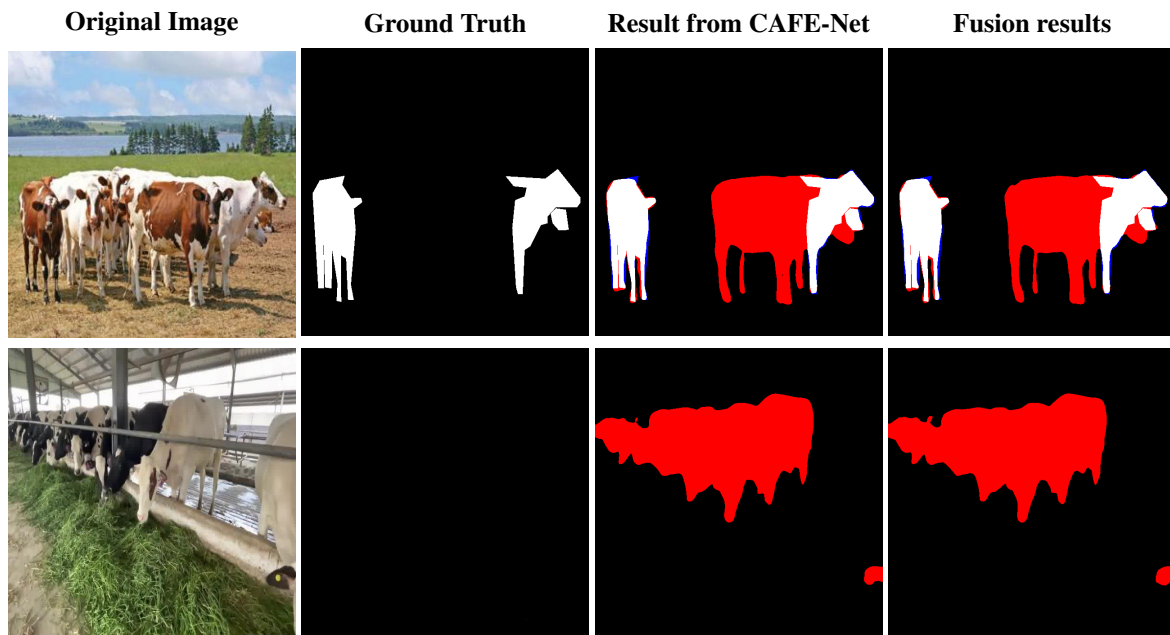 Original Image
Ground Truth
Result from CAFE-Net
Fusion results